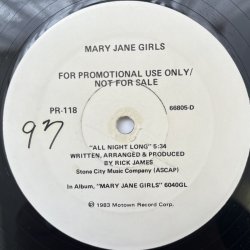 MARY JANE GIRLS
FOR PROMOTIONAL USE ONLY/
NOT FOR SALE
PR-118 66805-D
97
"ALL NIGHT LONG" 5:34
WRITTEN, ARRANGED & PRODUCED
BY RICK JAMES
Stone City Music Company (ASCAP)
In Album, "MARY JANE GIRLS" 6040GL
© 1983 Motown Record Corp.